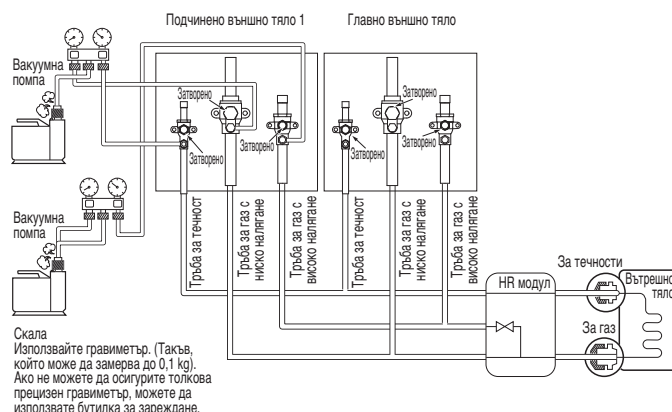 Подчинено външно тяло 1
Главно външно тяло
Вакуумна
помпа
Затворено
Затворено
Затворено
Затворено
Затворено
Затворено
Вакуумна
помпа
Тръба за течност
Тръба за газ с
ниско налягане
Тръба за газ с
високо налягане
Тръба за течност
Тръба за газ с
ниско налягане
Тръба за газ с
високо налягане
За течности
HR модул
Вътрешно
тяло
За газ
Скала
Използвайте гравиметър. (Такъв,
който може да замерва до 0,1 kg).
Ако не можете да осигурите толкова
прецизен гравиметър, можете да
използвате бутилка за зареждане.